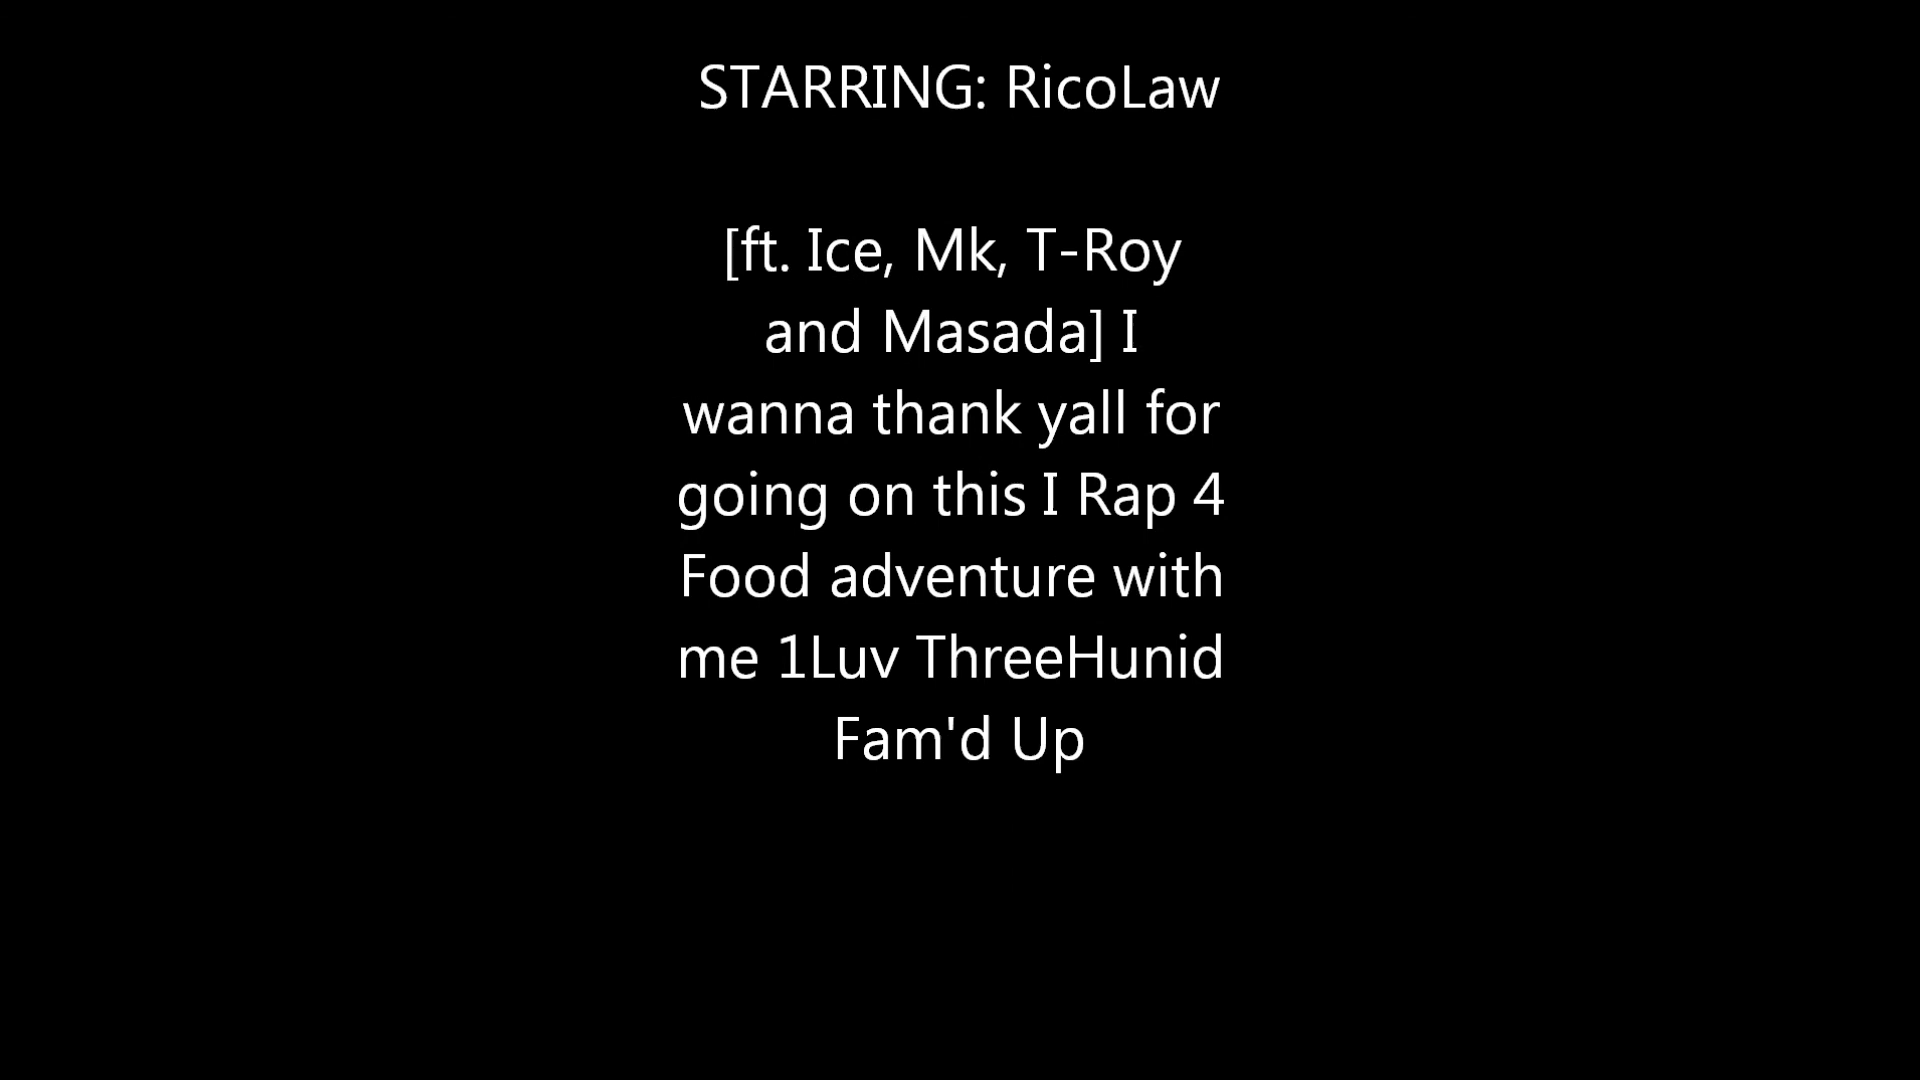 STARRING: RicoLaw
[ft. Ice, Mk, T-Roy
and Masada] I
wanna thank yall for
going on this I Rap 4
Food adventure with
me 1Luv ThreeHunid
Fam'd Up